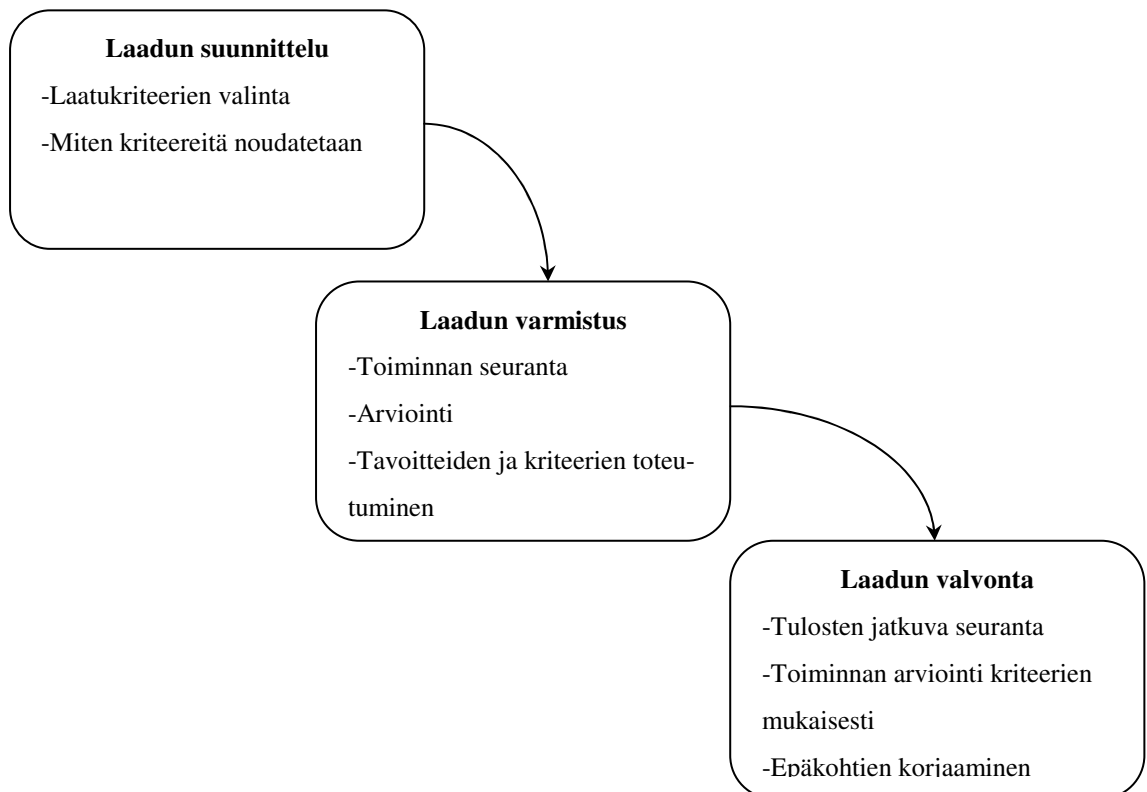 Laadun suunnittelu
-Laatukriteerien valinta
-Miten kriteereitä noudatetaan
Laadun varmistus
-Toiminnan seuranta
-Arviointi
-Tavoitteiden ja kriteerien toteu-
tuminen
Laadun valvonta
-Tulosten jatkuva seuranta
-Toiminnan arviointi kriteerien
mukaisesti
-Epäkohtien korjaaminen